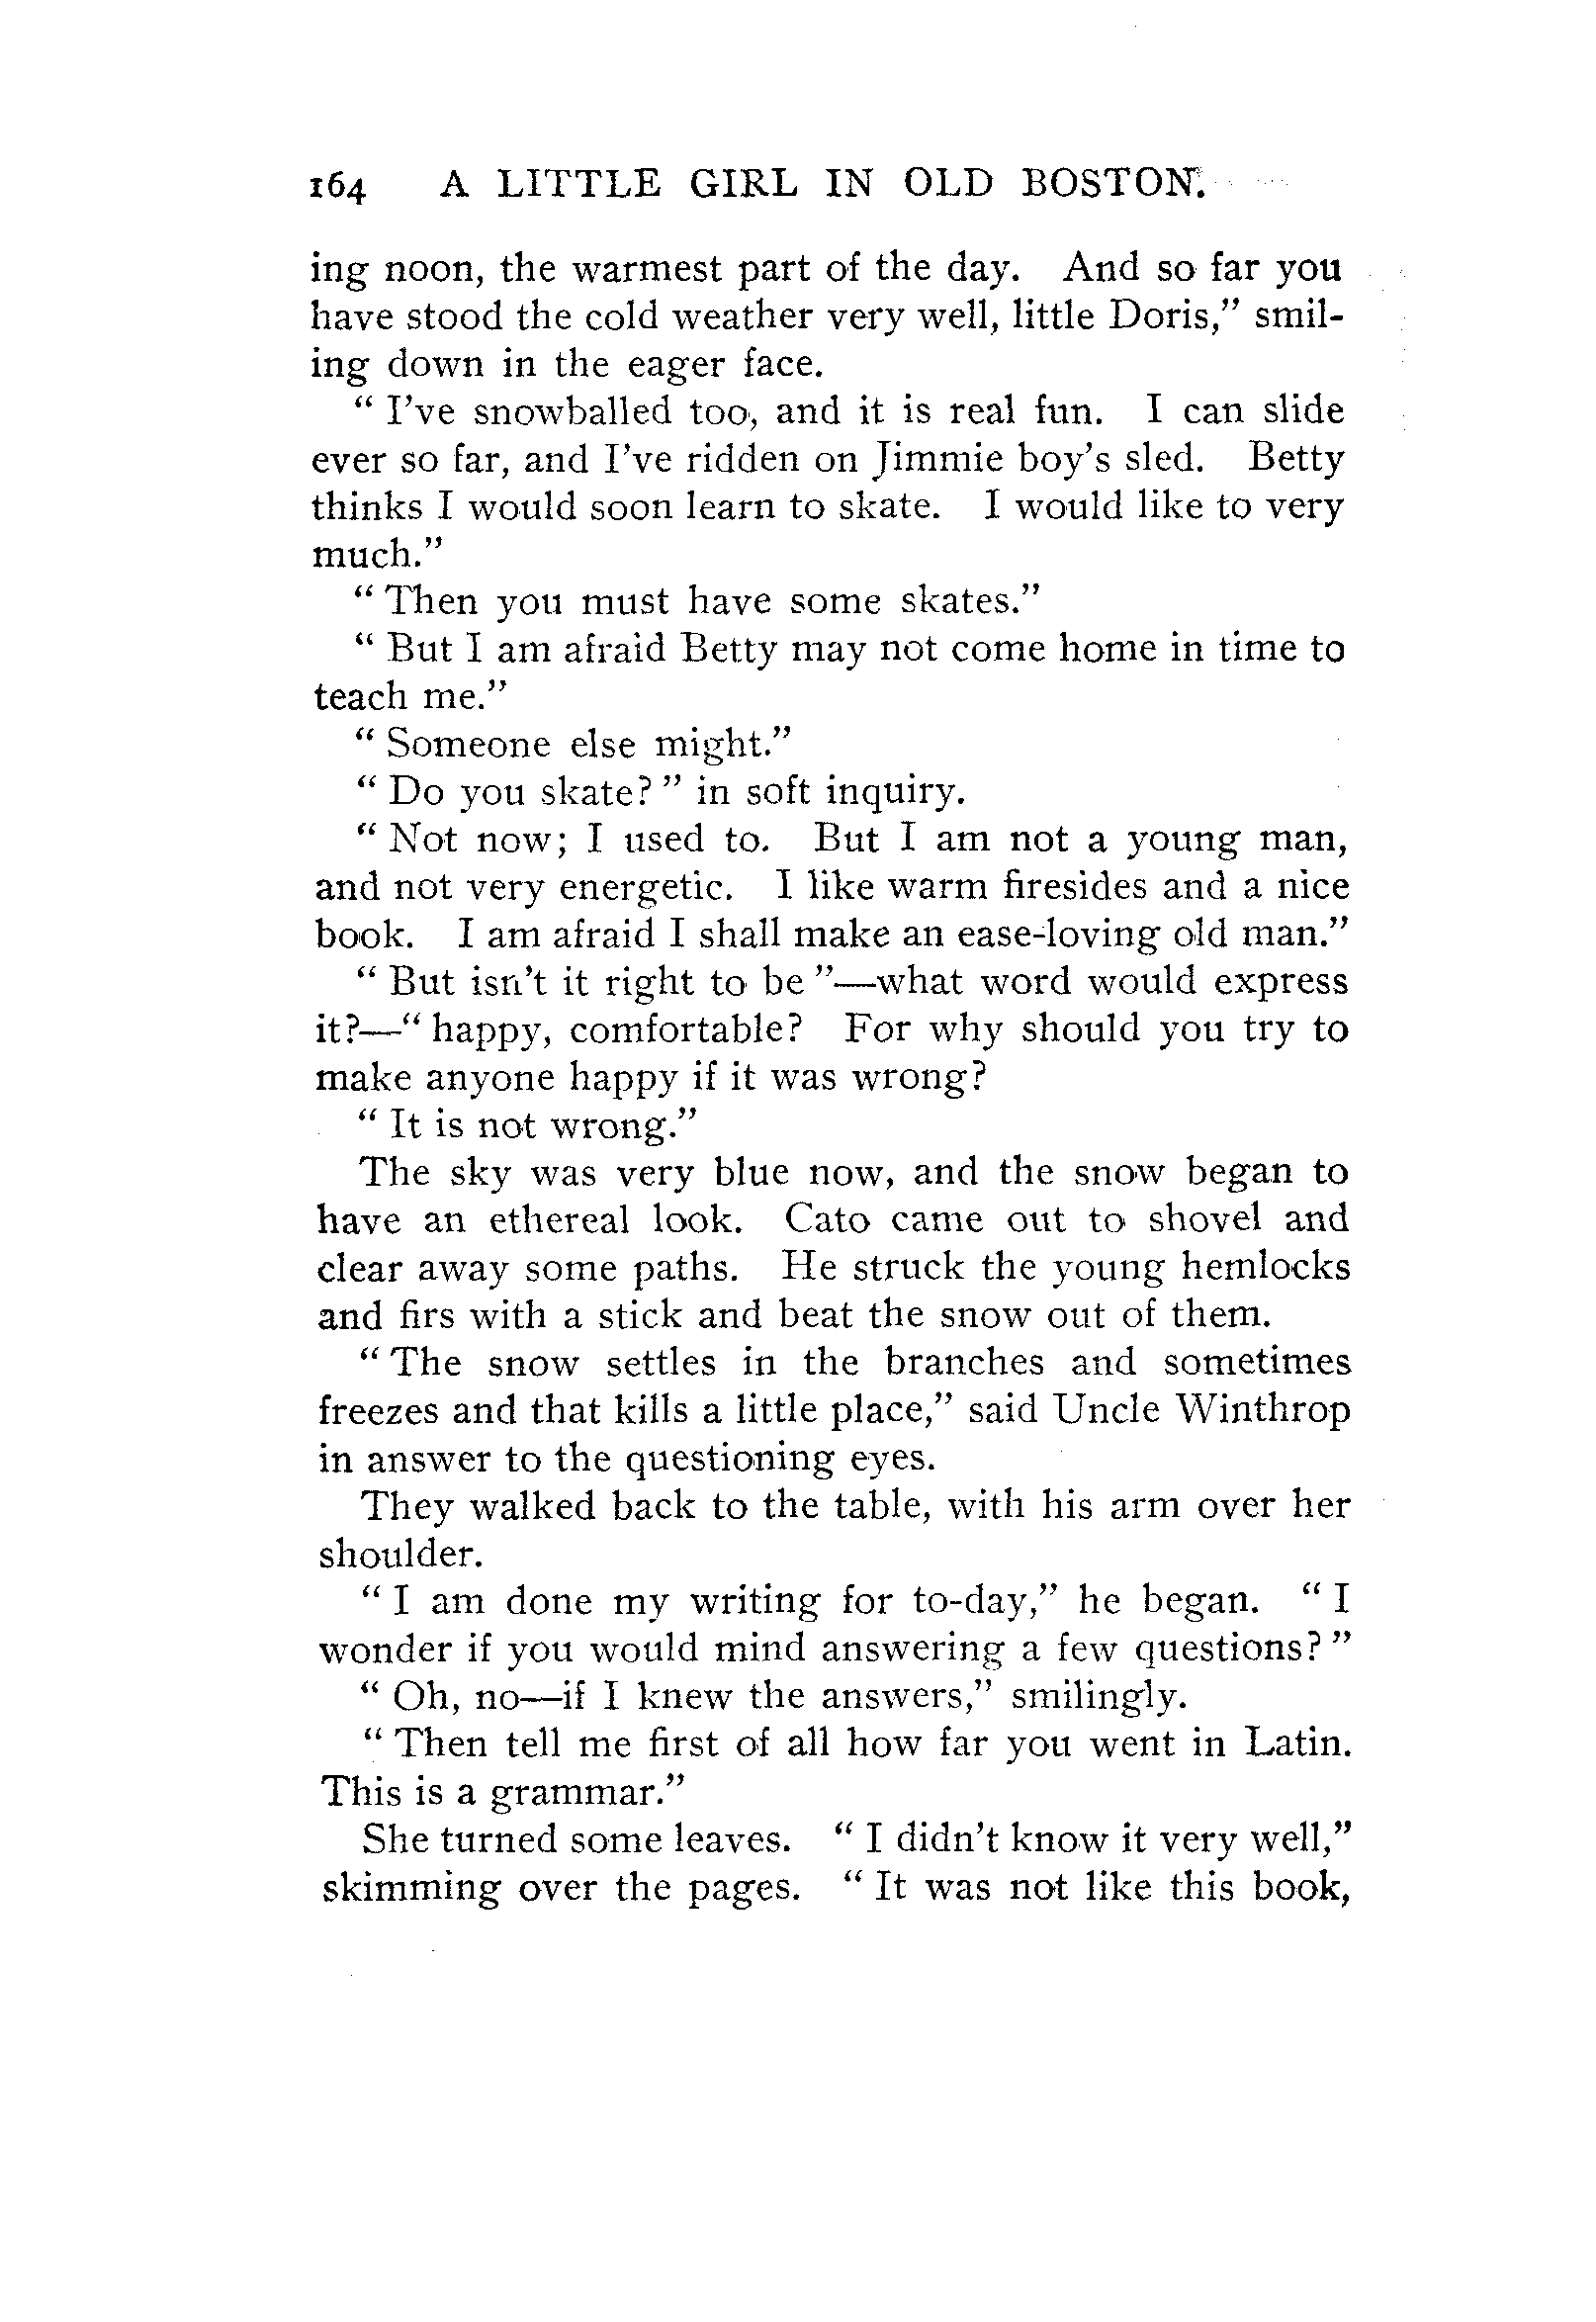 164 A LITTLE GIRL IN OLD BOSTON.
ing noon, the warmest part of the day. And so far you
have stood the cold weather very well, little Doris,” smil-
ing down in the eager face.
“ I’ve snowballed too, and it is real fun. I can slide
ever so far, and I’ve ridden on Jimmie boy’s sled. Betty
thinks I would soon learn to skate. I would like to very
much.”
“ Then you must have some skates.”
“ But I am afraid Betty may not come home in time to
teach me.”
“ Someone else might.”
“ Do you skate? ” in soft inquiry.
“ Not now; I used to. But I am not a young man,
and not very energetic. I like warm firesides and a nice
book. I am afraid I shall make an ease-loving old man.”
“ But isn’t it right to be ”—what word would express
it?—“ happy, comfortable? For why should you try to
make anyone happy if it was wrong?
“ It is not wrong.”
The sky was very blue now, and the snow began to
have an ethereal look. Cato came out to shovel and
clear away some paths. He struck the young hemlocks
and firs with a stick and beat the snow out of them.
“ The snow settles in the branches and sometimes
freezes and that kills a little place,” said Uncle Winthrop
in answer to the questioning eyes.
They walked back to the table, with his arm over her
shoulder.
“ I am done my writing for to-day,” he began. “ I
wonder if you would mind answering a few questions? ”
“ Oh, no—if I knew the answers,” smilingly.
“ Then tell me first of all how far you went in Latin.
This is a grammar.”
She turned some leaves. “ I didn’t know it very well,”
skimming over the pages. “ It was not like this book,